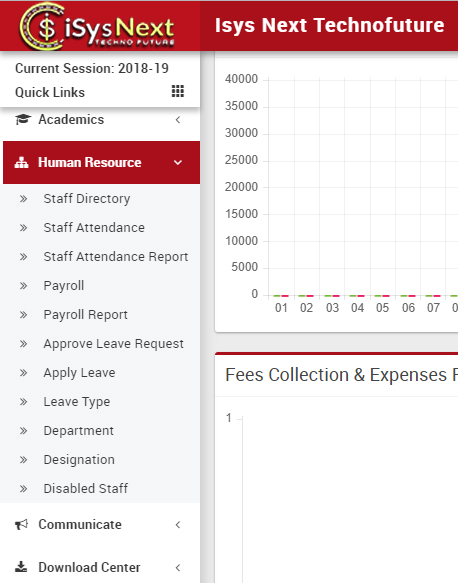 iSysNext
TECHNO FUTURE
Isys Next Technofuture
Current Session: 2018-19
Quick Links
Academics
Human Resource
Staff Directory
Staff Attendance
Staff Attendance Report
Payroll
Payroll Report
Approve Leave Request
Apply Leave
Leave Type
Department
Designation
Disabled Staff
Communicate
Download Center
40000
35000
30000
25000
20000
15000
10000
5000
0
01 02 03 04 05 06 07
Fees Collection & Expenses
1